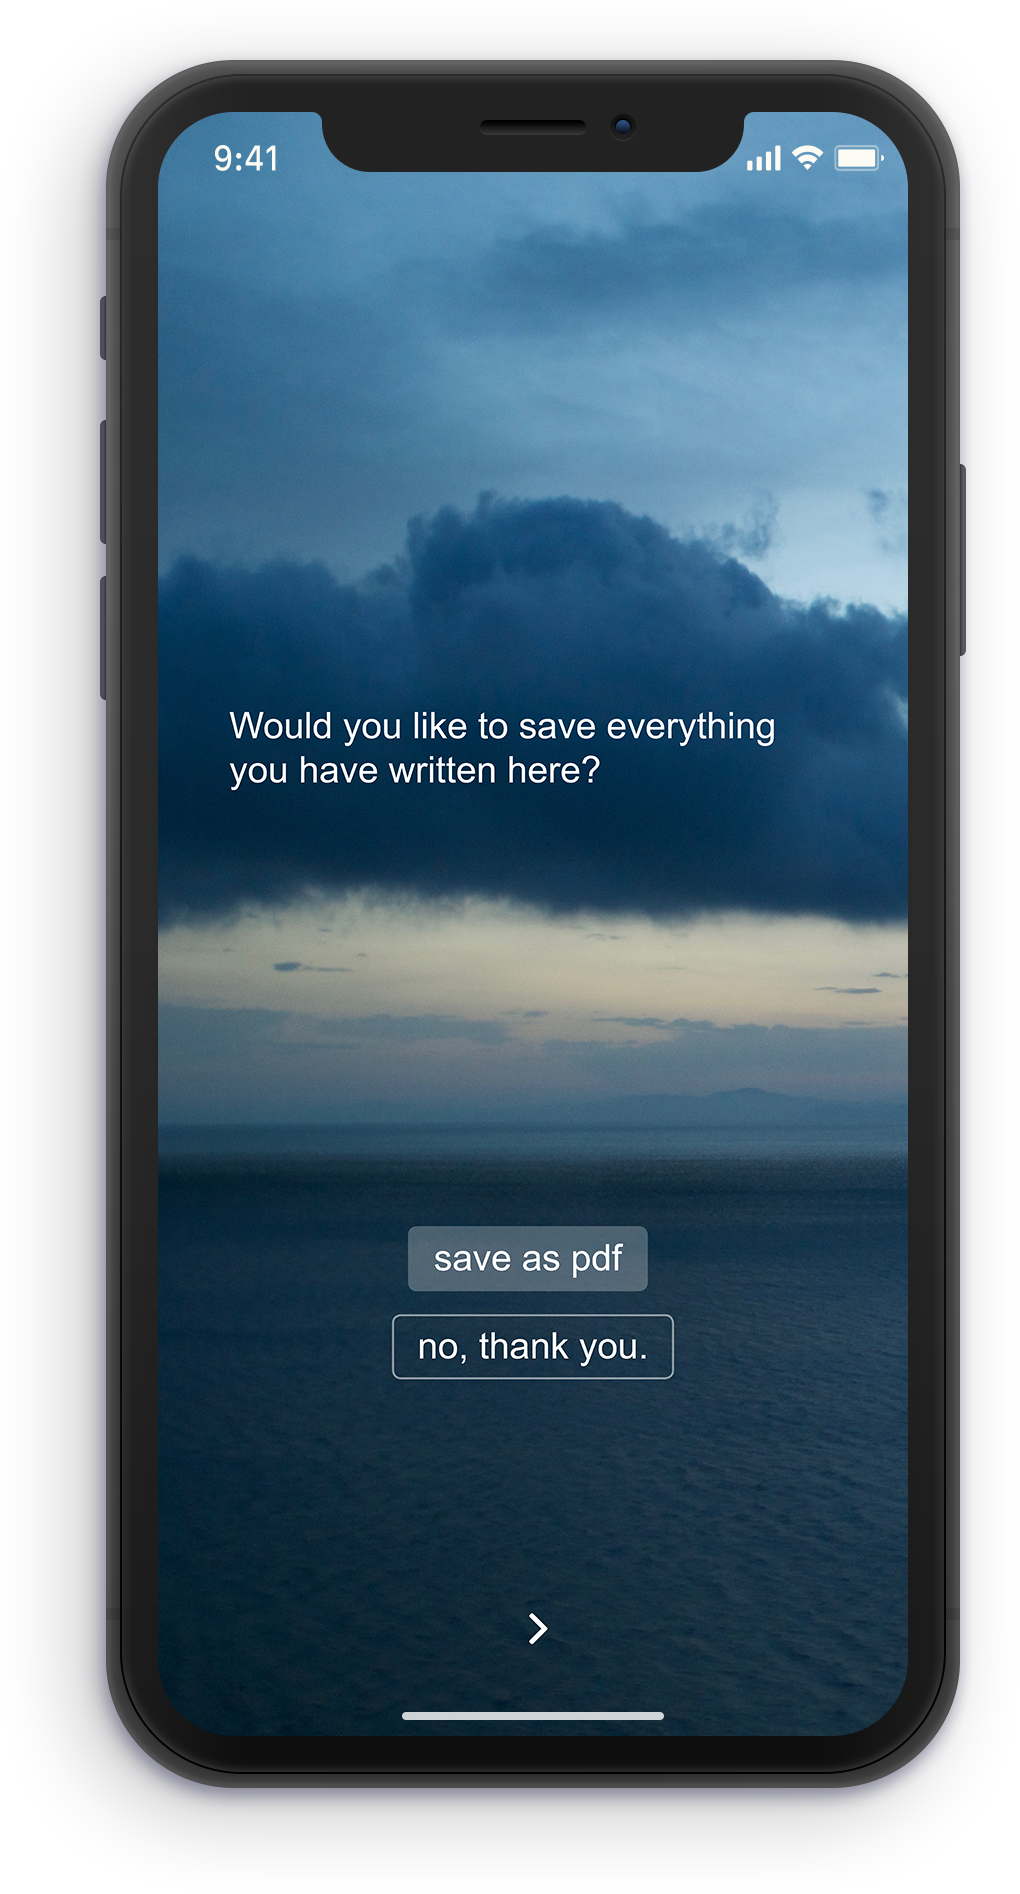 9:41
Would you like to save everything
you have written here?
save as pdf
no, thank you.